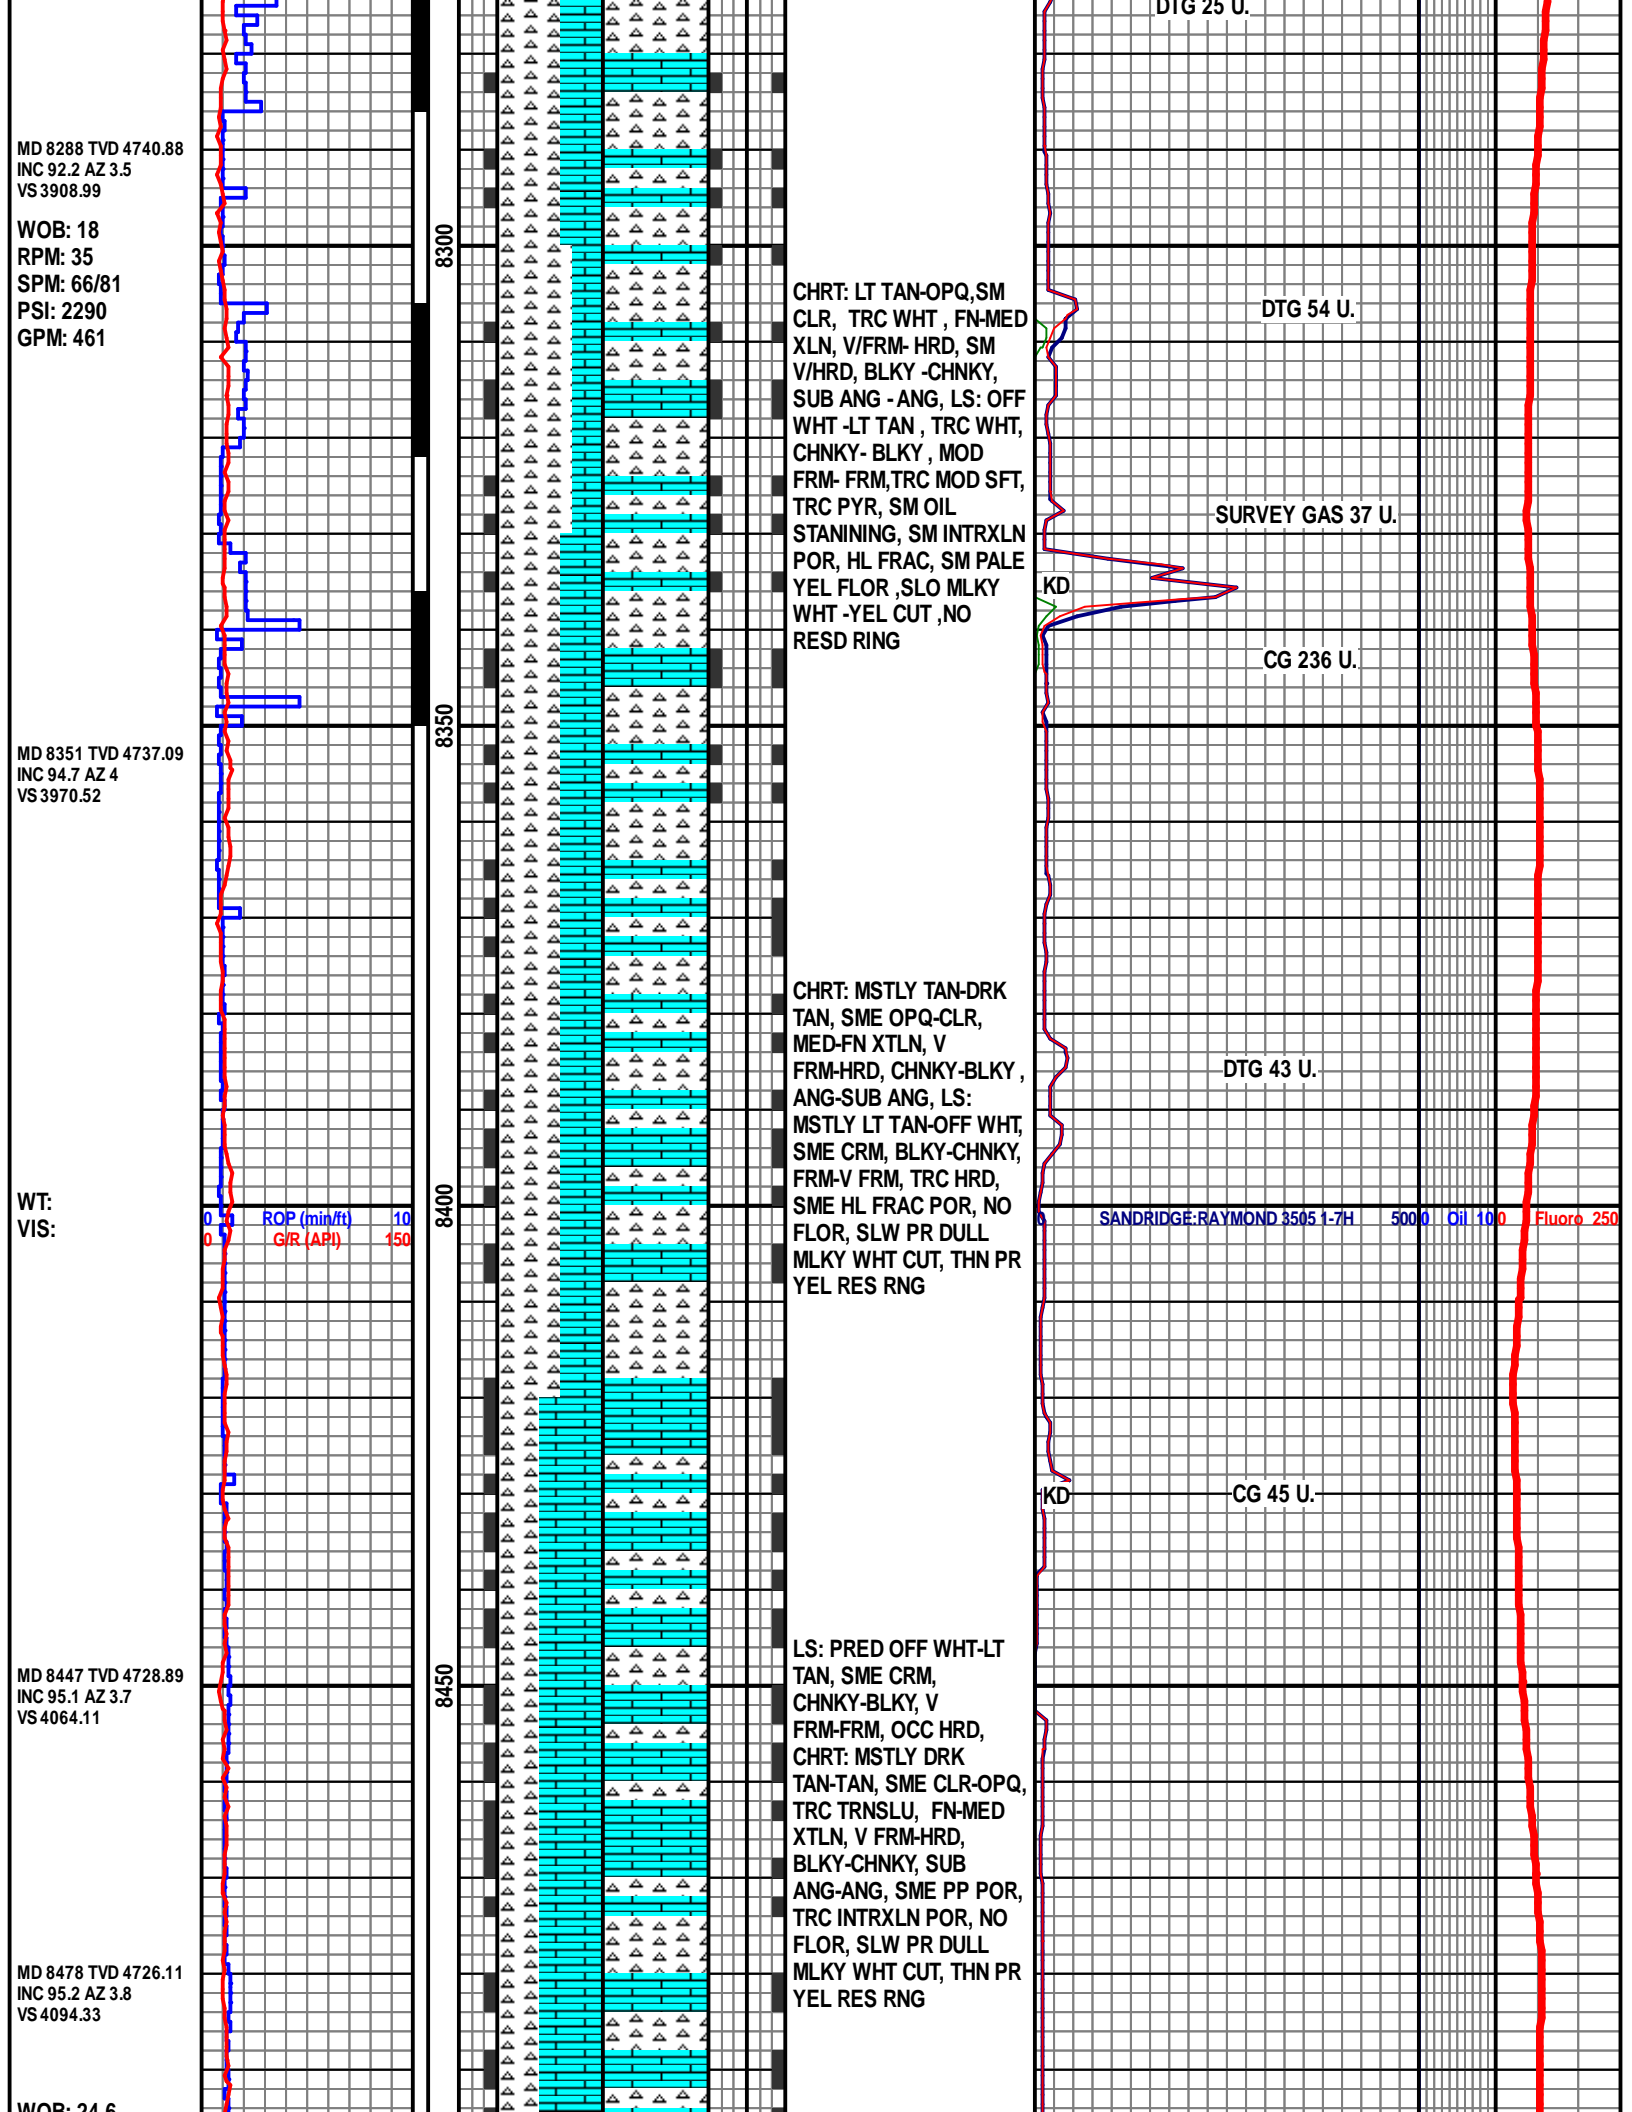 DTG 25 U.
MD 8288 TVD 4740.88
INC 92.2 AZ 3.5
VS 3908.99
WOB: 18
RPM: 35
SPM: 66/81
PSI: 2290
GPM: 461
8300
CHRT: LT TAN-OPQ,SM
CLR, TRC WHT , FN-MED
XLN, V/FRM- HRD, SM
V/HRD, BLKY -CHNKY,
SUB ANG - ANG, LS: OFF
WHT -LT TAN , TRC WHT,
CHNKY- BLKY , MOD
FRM- FRM,TRC MOD SFT,
TRC PYR, SM OIL
STANINING, SM INTRXLN
POR, HL FRAC, SM PALE
YEL FLOR ,SLO MLKY
WHT -YEL CUT ,NO
RESD RING
DTG 54 U.
SURVEY GAS 37 U.
KD
CG 236 U.
8350
MD 8351 TVD 4737.09
INC 94.7 AZ 4
VS 3970.52
CHRT: MSTLY TAN-DRK
TAN, SME OPQ-CLR,
MED-FN XTLN, V
FRM-HRD, CHNKY-BLKY ,
ANG-SUB ANG, LS:
MSTLY LT TAN-OFF WHT,
SME CRM, BLKY-CHNKY,
FRM-V FRM, TRC HRD,
SME HL FRAC POR, NO
FLOR, SLW PR DULL
MLKY WHT CUT, THN PR
YEL RES RNG
DTG 43 U.
WT:
VIS:
0 ROP (min/ft) 10
0 G/R (API) 150
8400
0 SANDRIDGE:RAYMOND 3505 1-7H 500
0 Oil 10
0 Fluoro 250
KD
CG 45 U.
MD 8447 TVD 4728.89
INC 95.1 AZ 3.7
VS 4064.11
8450
LS: PRED OFF WHT-LT
TAN, SME CRM,
CHNKY-BLKY, V
FRM-FRM, OCC HRD,
CHRT: MSTLY DRK
TAN-TAN, SME CLR-OPQ,
TRC TRNSLU, FN-MED
XTLN, V FRM-HRD,
BLKY-CHNKY, SUB
ANG-ANG, SME PP POR,
TRC INTRXLN POR, NO
FLOR, SLW PR DULL
MLKY WHT CUT, THN PR
YEL RES RNG
MD 8478 TVD 4726.11
INC 95.2 AZ 3.8
VS 4094.33
WOB: 24.6